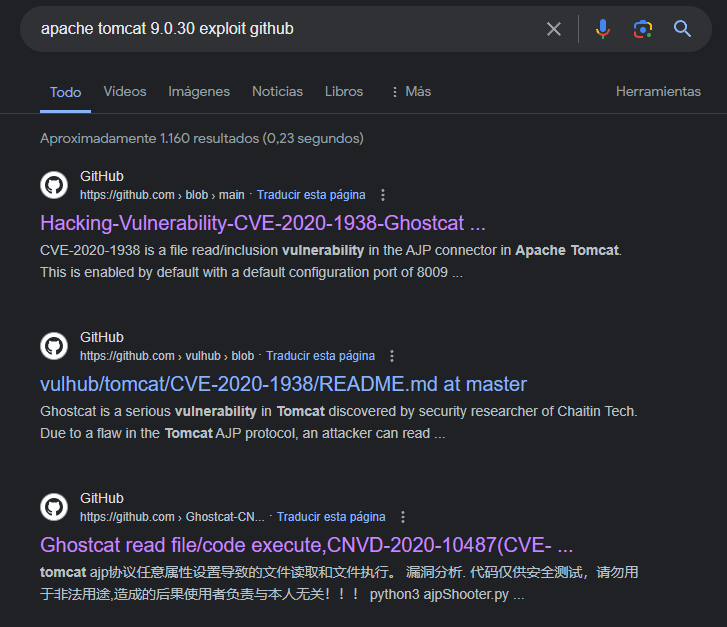 apache tomcat 9.0.30 exploit github
Todo Vídeos Imágenes Noticias Libros Más Herramientas
Aproximadamente 1.160 resultados (0,23 segundos)
GitHub
https://github.com › blob › main · Traducir esta página
Hacking-Vulnerability-CVE-2020-1938-Ghostcat ...
CVE-2020-1938 is a file read/inclusion vulnerability in the AJP connector in Apache Tomcat.
This is enabled by default with a default configuration port of 8009 ...
GitHub
https://github.com › vulhub › blob · Traducir esta página
vulhub/tomcat/CVE-2020-1938/README.md at master
Ghostcat is a serious vulnerability in Tomcat discovered by security researcher of Chaitin Tech.
Due to a flaw in the Tomcat AJP protocol, an attacker can read ...
GitHub
https://github.com › Ghostcat-CN... · Traducir esta página
Ghostcat read file/code execute,CNVD-2020-10487(CVE- ...
tomcat ajp协议任意属性设置导致的文件读取和文件执行。 漏洞分析. 代码仅供安全测试，请勿用
于非法用途,造成的后果使用者负责与本人无关！！！ python3 ajpShooter.py ...